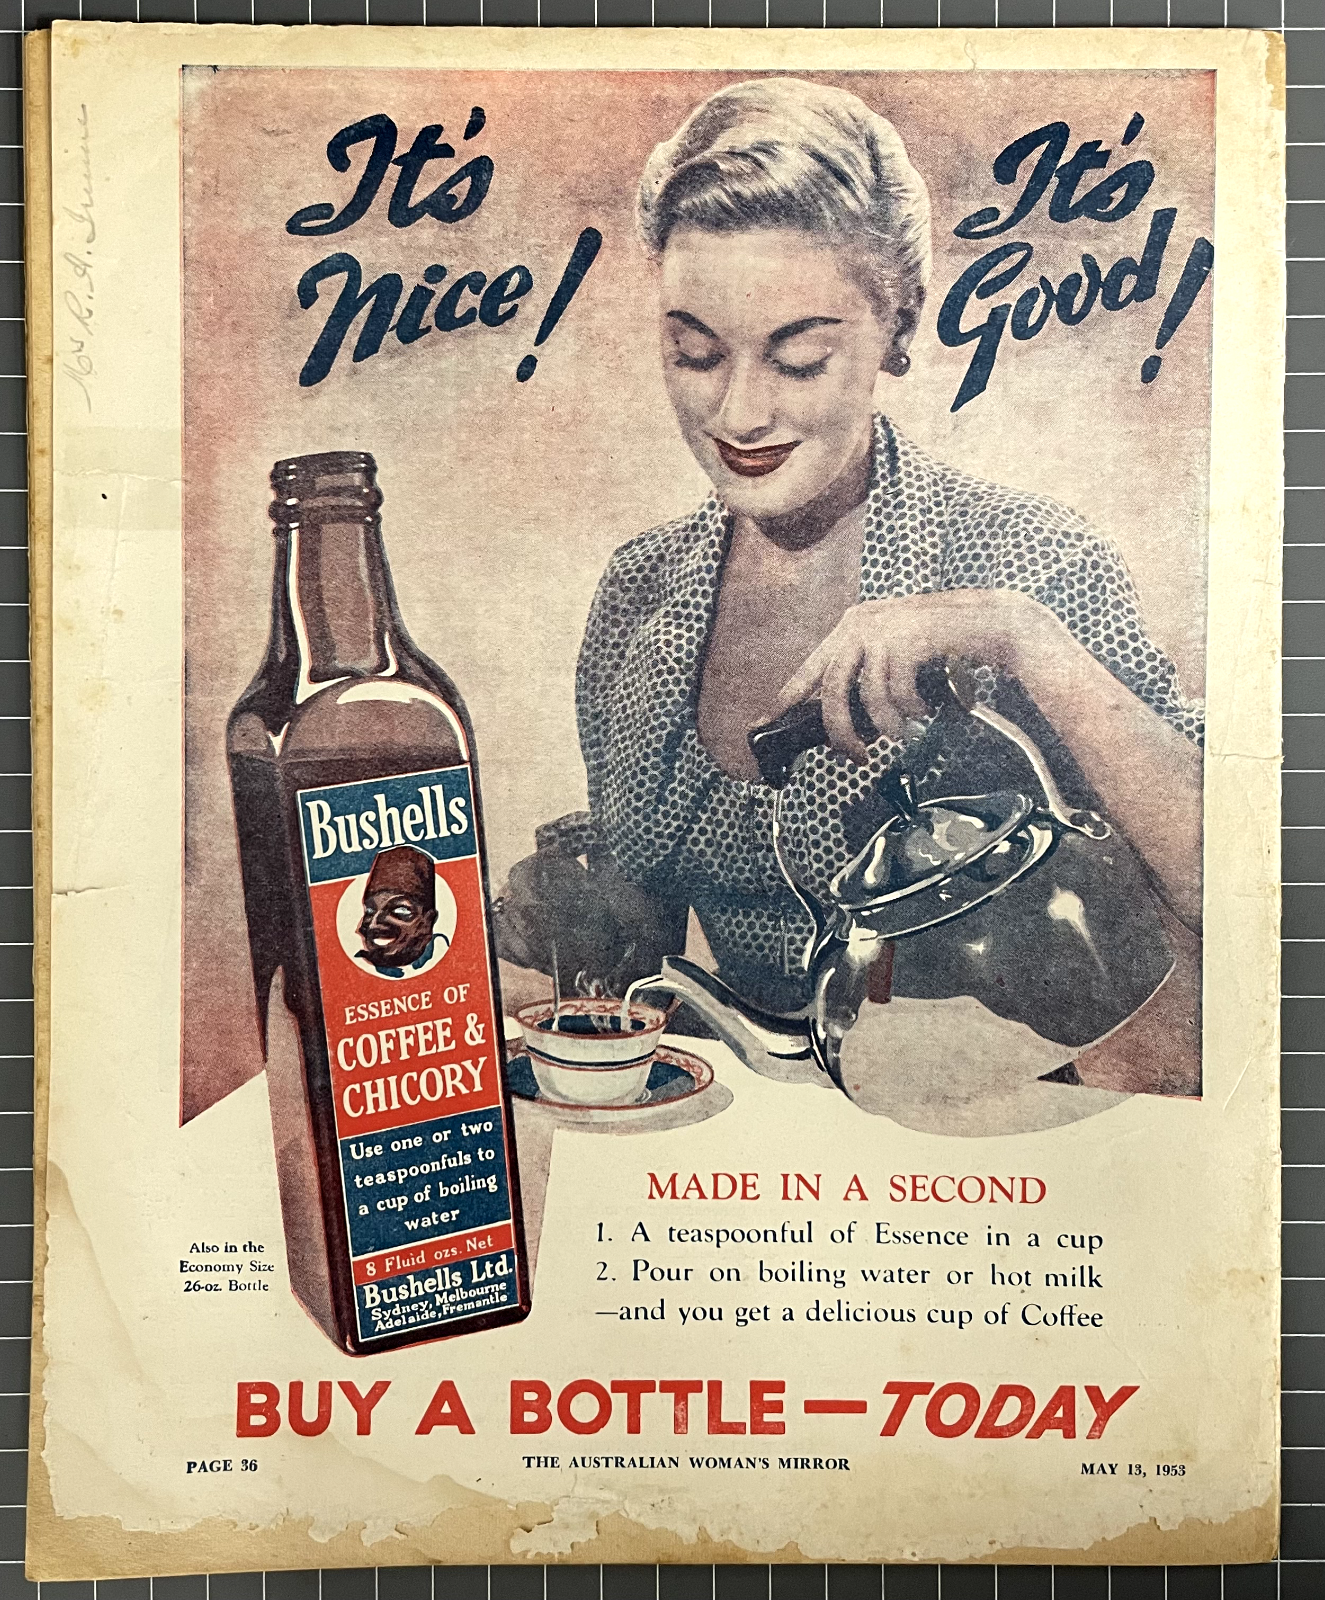 It's
Nice!
It's
Good!
Bushells
ESSENCE OF
COFFEE &
CHICORY
Use one or two
teaspoonfuls to
a cup of boiling
water
8 Fluid ozs. Net
Bushells Ltd.
Sydney, Melbourne
Adelaide, Fremantle
Also in the
Economy Size
26-oz. Bottle
MADE IN A SECOND
1. A teaspoonful of Essence in a cup
2. Pour on boiling water or hot milk
—and you get a delicious cup of Coffee
BUY A BOTTLE—TODAY
PAGE 36
THE AUSTRALIAN WOMAN'S MIRROR
MAY 13, 1953